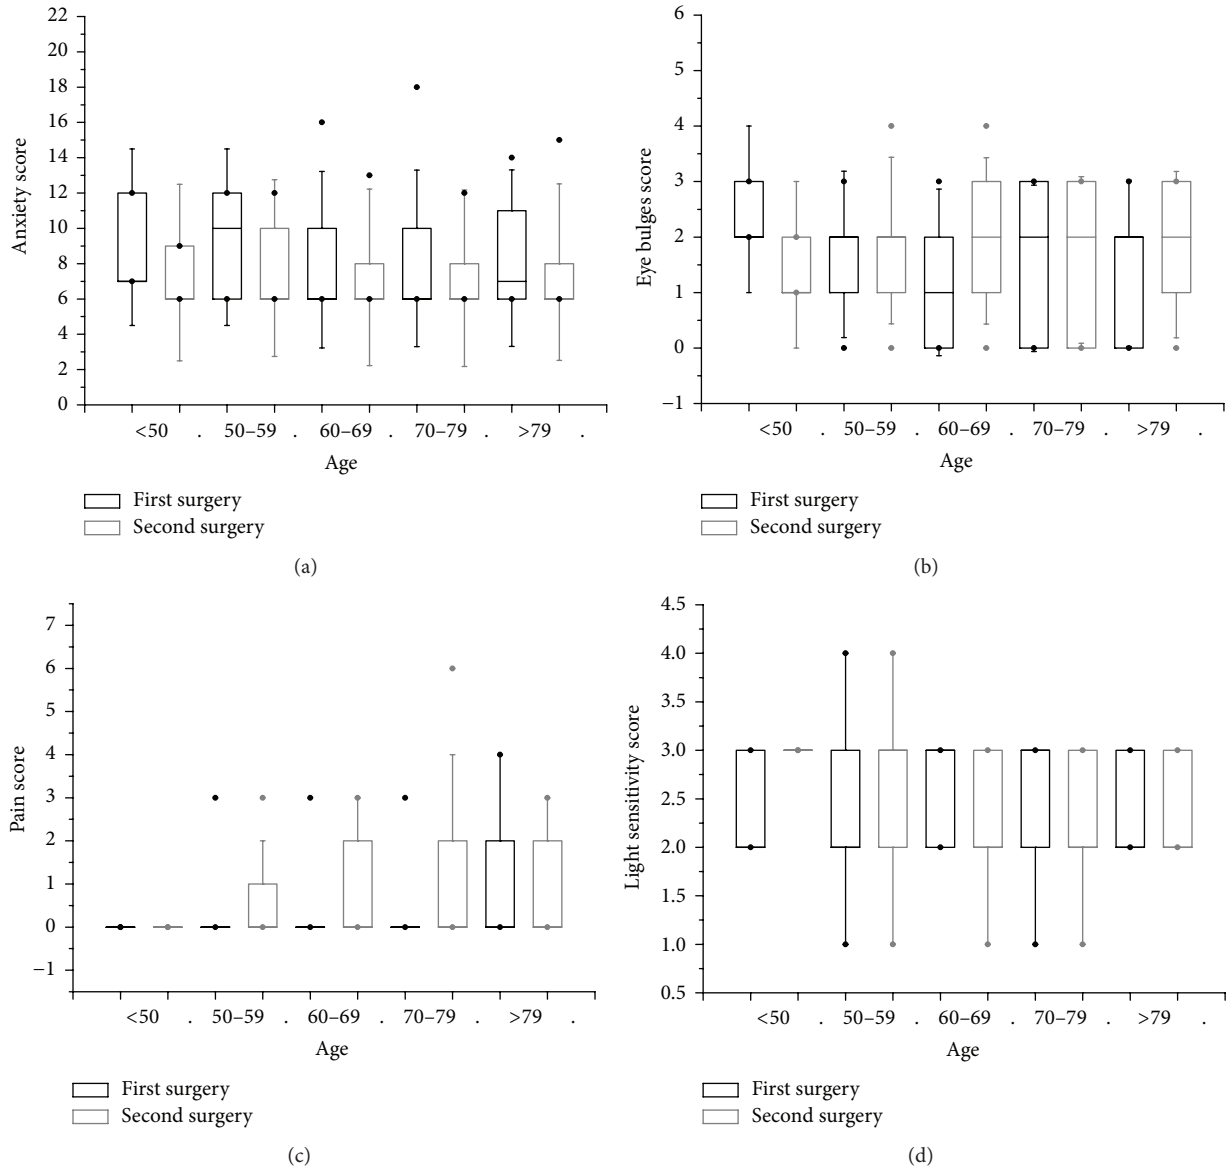 22
20
18
16
14
12
10
8
6
4
2
0
Anxiety score
<50 . 50–59 . 60–69 . 70–79 . >79 .
Age
First surgery
Second surgery
(a)
6
5
4
3
2
1
0
−1
Eye bulges score
<50 . 50–59 . 60–69 . 70–79 . >79 .
Age
First surgery
Second surgery
(b)
7
6
5
4
3
2
1
0
−1
Pain score
<50 . 50–59 . 60–69 . 70–79 . >79 .
Age
First surgery
Second surgery
(c)
4.5
4.0
3.5
3.0
2.5
2.0
1.5
1.0
0.5
Light sensitivity score
<50 . 50–59 . 60–69 . 70–79 . >79 .
Age
First surgery
Second surgery
(d)